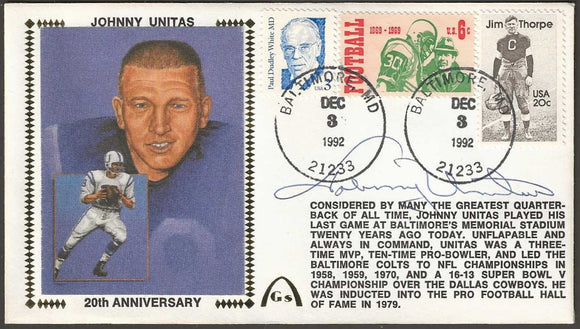 JOHNNY UNITAS
20th ANNIVERSARY
Paul Dudley White MD
USA 3
FOOTBALL
1869-1969
U.S. 6c
Jim Thorpe
USA
20c
BALTIMORE, MD
DEC
3
1992
21233
BALTIMORE, MD
DEC
3
1992
21233
Johnny Unitas
Gs
CONSIDERED BY MANY THE GREATEST QUARTER-
BACK OF ALL TIME, JOHNNY UNITAS PLAYED HIS
LAST GAME AT BALTIMORE'S MEMORIAL STADIUM
TWENTY YEARS AGO TODAY. UNFLAPABLE AND
ALWAYS IN COMMAND, UNITAS WAS A THREE-
TIME MVP, TEN-TIME PRO-BOWLER, AND LED THE
BALTIMORE COLTS TO NFL CHAMPIONSHIPS IN
1958, 1959, 1970, AND A 16-13 SUPER BOWL V
CHAMPIONSHIP OVER THE DALLAS COWBOYS. HE
WAS INDUCTED INTO THE PRO FOOTBALL HALL
OF FAME IN 1979.